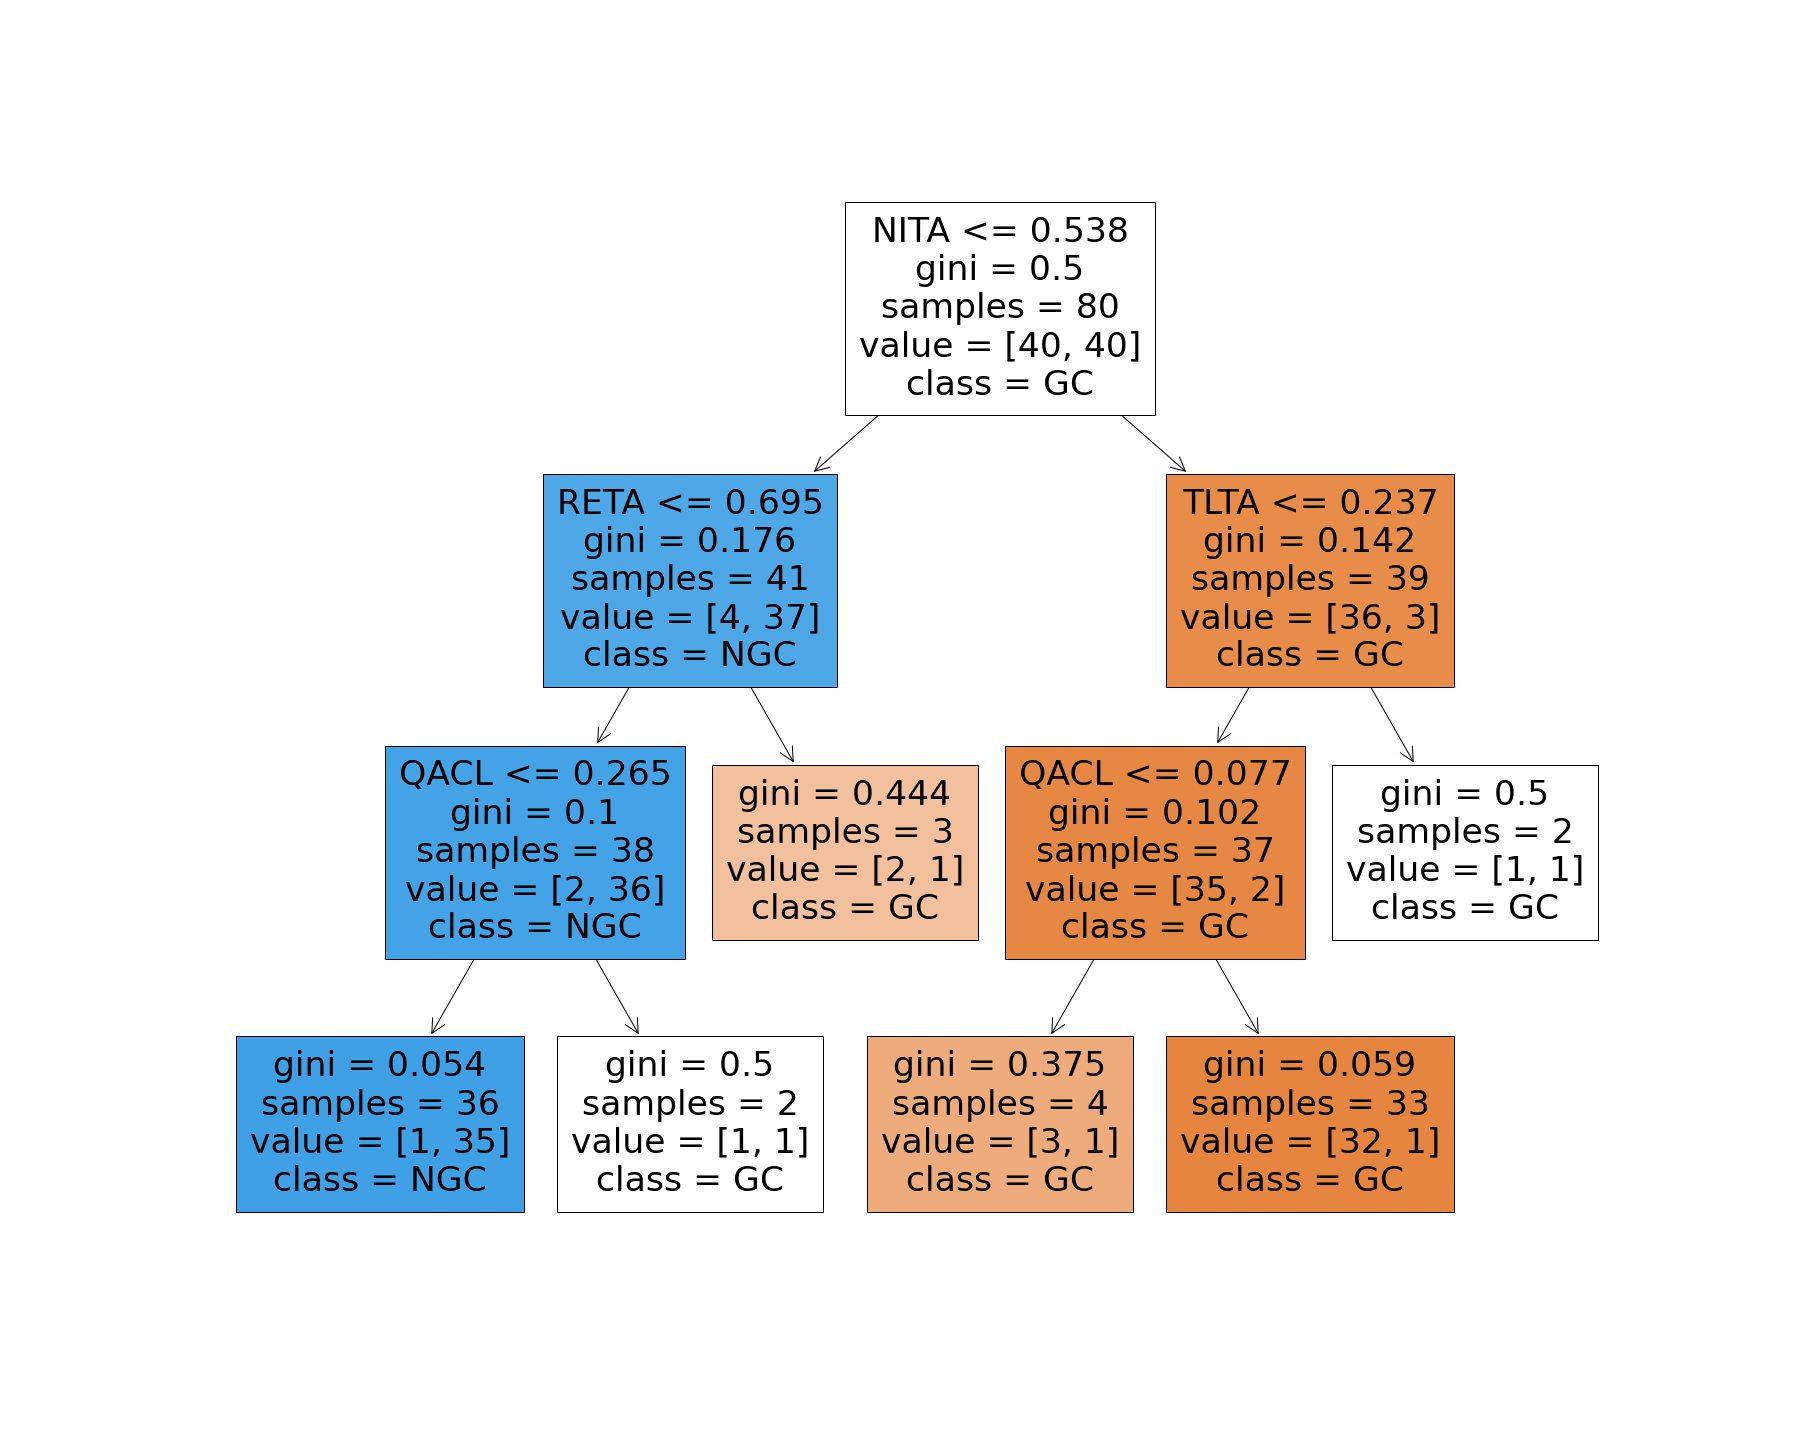 NITA <= 0.538
gini = 0.5
samples = 80
value = [40, 40]
class = GC
RETA <= 0.695
gini = 0.176
samples = 41
value = [4, 37]
class = NGC
TLTA <= 0.237
gini = 0.142
samples = 39
value = [36, 3]
class = GC
QACL <= 0.265
gini = 0.1
samples = 38
value = [2, 36]
class = NGC
gini = 0.444
samples = 3
value = [2, 1]
class = GC
QACL <= 0.077
gini = 0.102
samples = 37
value = [35, 2]
class = GC
gini = 0.5
samples = 2
value = [1, 1]
class = GC
gini = 0.054
samples = 36
value = [1, 35]
class = NGC
gini = 0.5
samples = 2
value = [1, 1]
class = GC
gini = 0.375
samples = 4
value = [3, 1]
class = GC
gini = 0.059
samples = 33
value = [32, 1]
class = GC